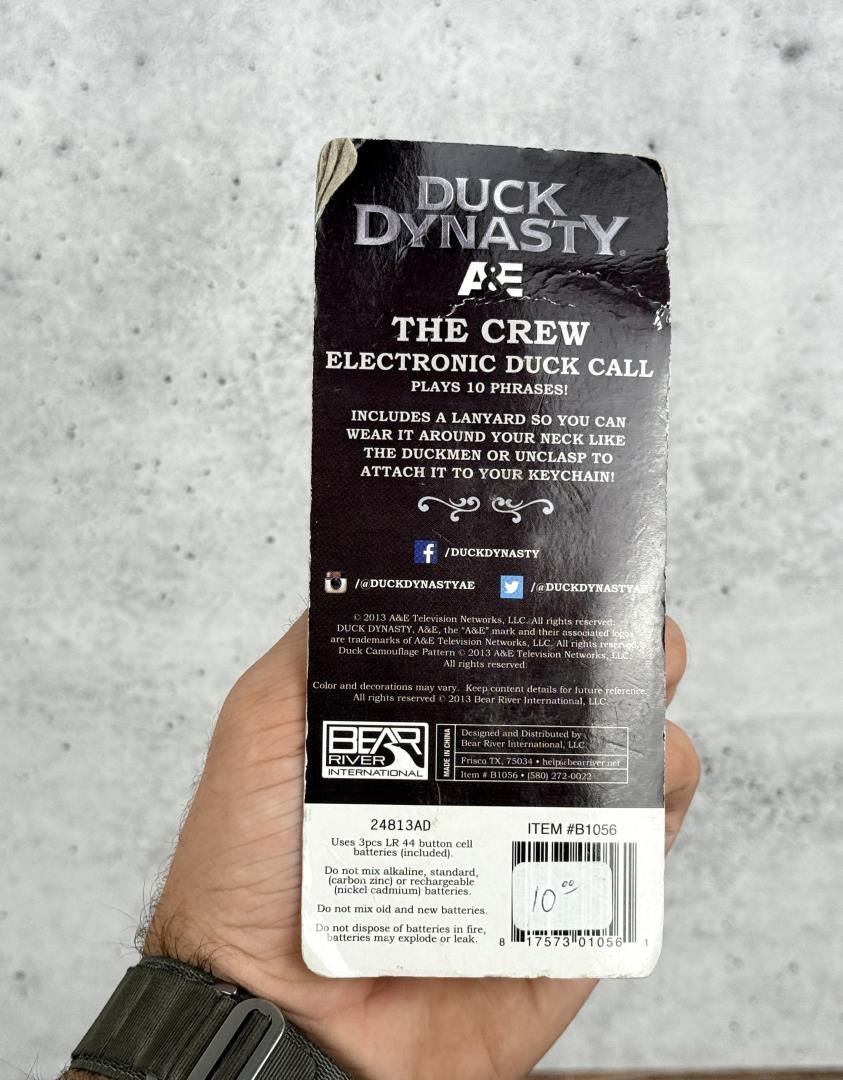 DUCK
DYNASTY®
A&E
THE CREW
ELECTRONIC DUCK CALL
PLAYS 10 PHRASES!
INCLUDES A LANYARD SO YOU CAN
WEAR IT AROUND YOUR NECK LIKE
THE DUCKMEN OR UNCLASP TO
ATTACH IT TO YOUR KEYCHAIN!
f /DUCKDYNASTY
/@DUCKDYNASTYAE /@DUCKDYNASTYAE
© 2013 A&E Television Networks, LLC. All rights reserved.
DUCK DYNASTY, A&E, the "A&E" mark and their associated logos
are trademarks of A&E Television Networks, LLC. All rights reserved.
Duck Camouflage Pattern © 2013 A&E Television Networks, LLC.
All rights reserved.
Color and decorations may vary. Keep content details for future reference.
All rights reserved © 2013 Bear River International, LLC.
BEAR
RIVER
INTERNATIONAL
MADE IN CHINA
Designed and Distributed by
Bear River International, LLC
Frisco TX, 75034 • help@bearriver.net
Item # B1056 • (580) 272-0022
24813AD
Uses 3pcs LR 44 button cell
batteries (included).
Do not mix alkaline, standard,
(carbon zinc) or rechargeable
(nickel cadmium) batteries.
Do not mix old and new batteries.
Do not dispose of batteries in fire,
batteries may explode or leak.
ITEM #B1056
10.00
8 17573 01056 1